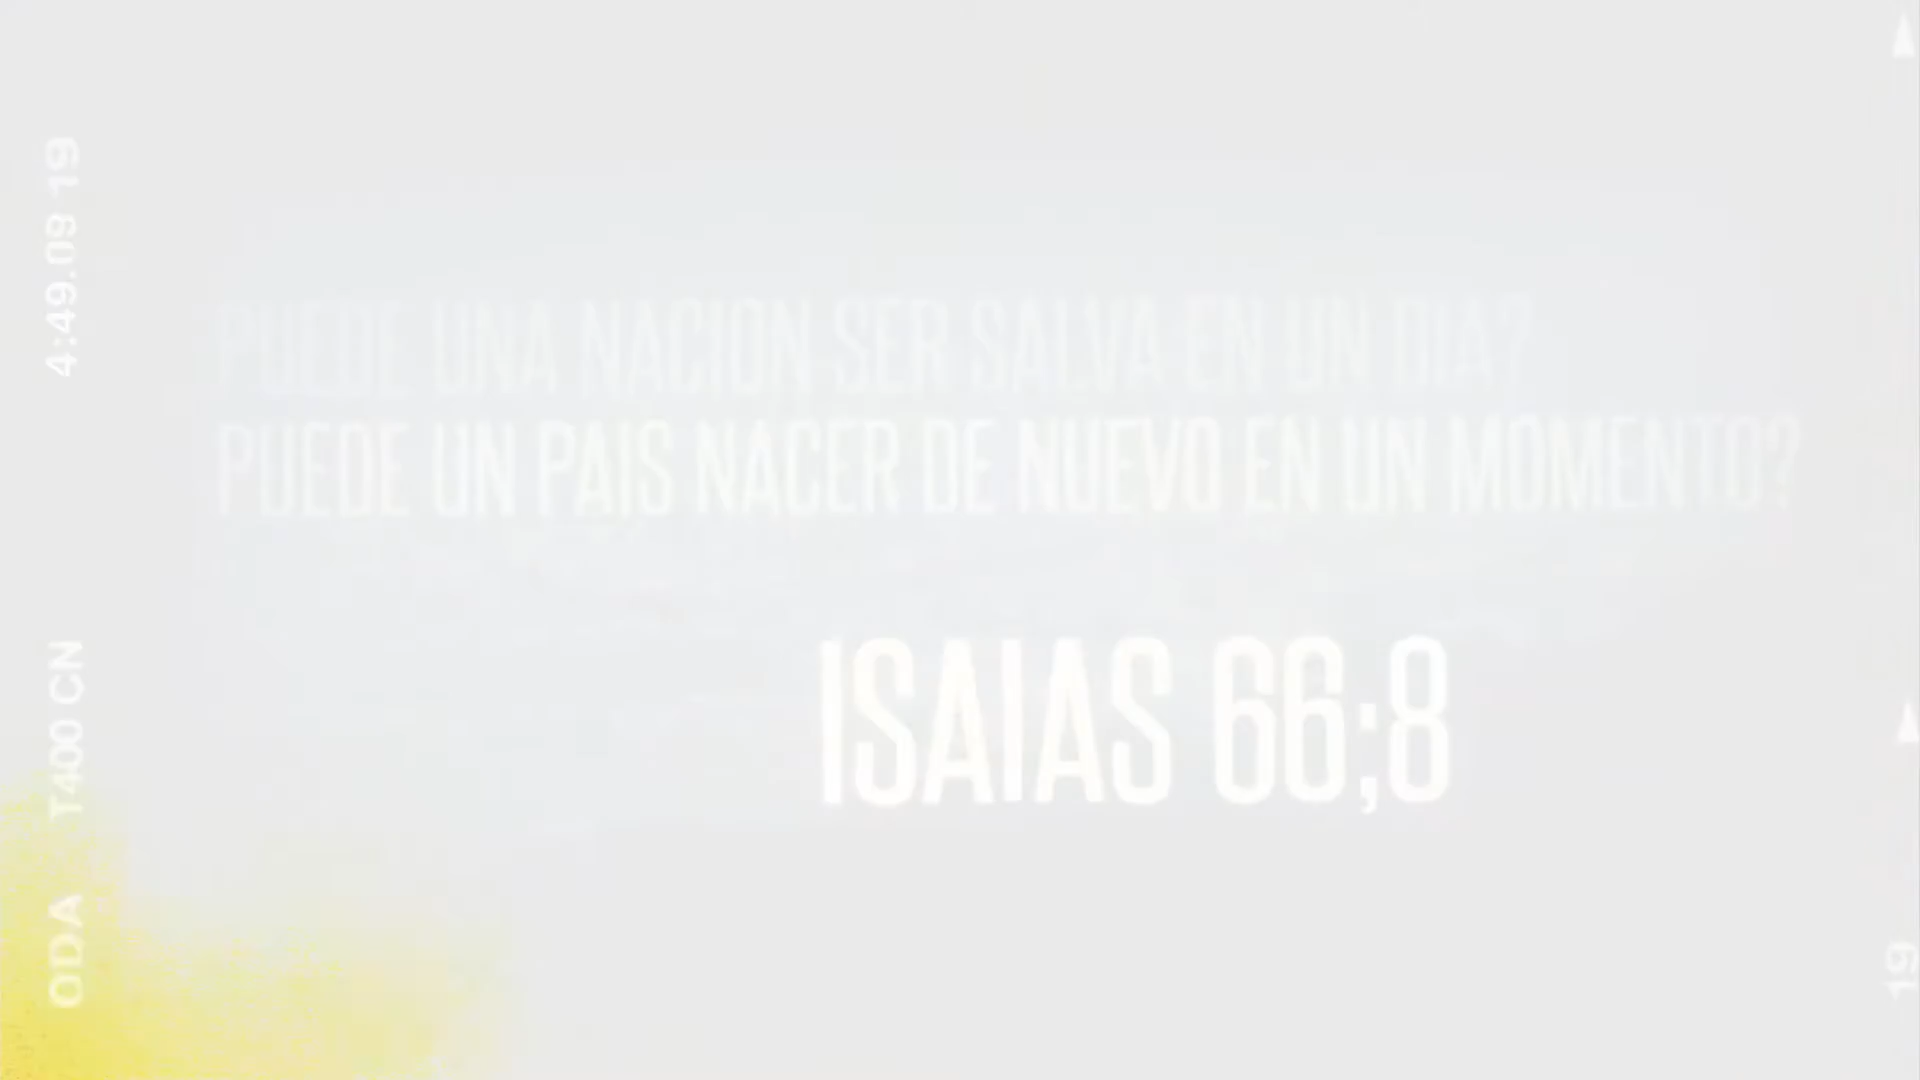 PUEDE UNA NACION SER SALVA EN UN DIA?
PUEDE UN PAIS NACER DE NUEVO EN UN MOMENTO?
ISAIAS 66;8
4:49.09 19
T400 CN
ODA
19